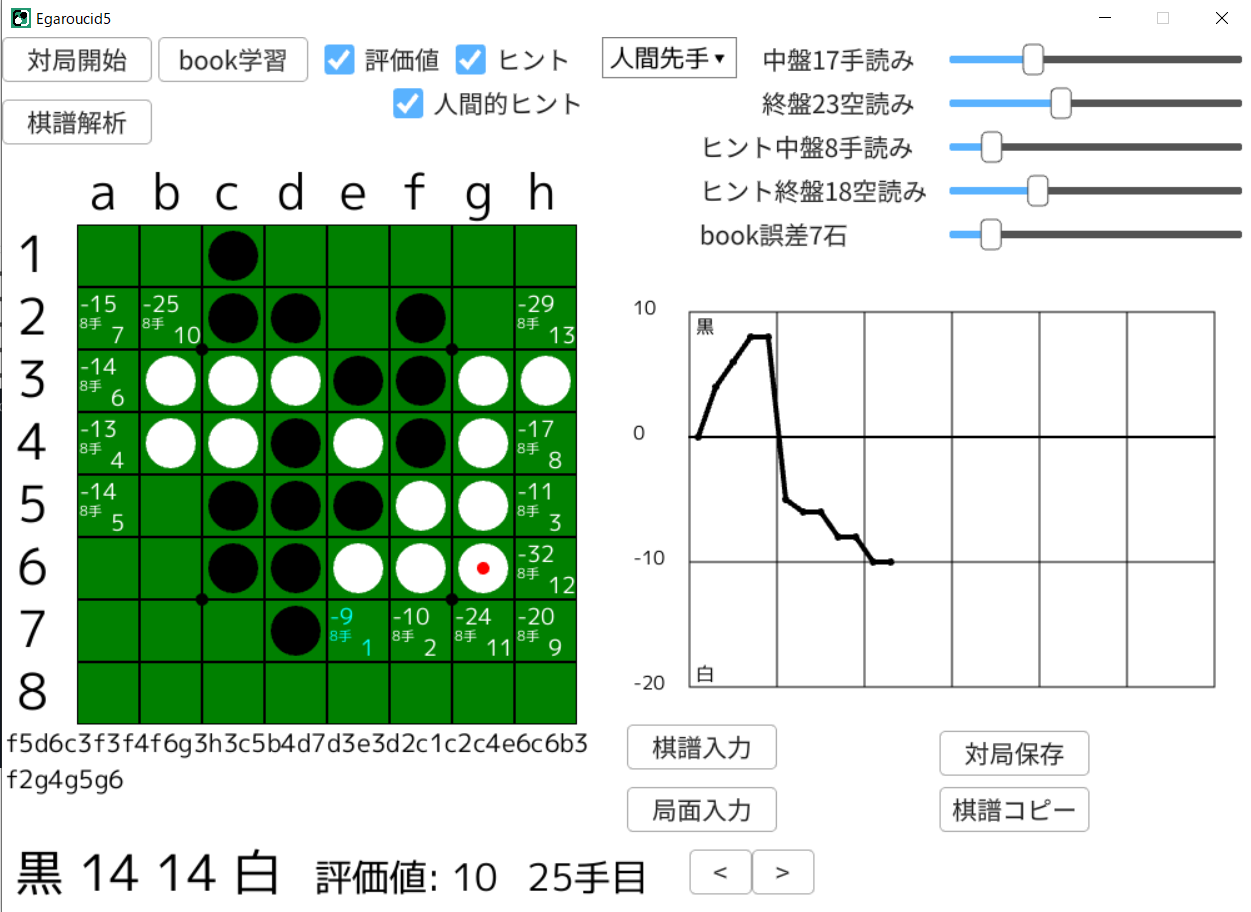 Egaroucid5
対局開始 book学習 評価値 ヒント 人間先手▼ 中盤17手読み
人間的ヒント 終盤23空読み
棋譜解析
ヒント中盤8手読み
ヒント終盤18空読み
book誤差7石
a b c d e f g h
1
2 -15 8手 7 -25 8手 10 -29 8手 13
3 -14 8手 6
4 -13 8手 4 -17 8手 8
5 -14 8手 5 -11 8手 3
6 -32 8手 12
7 -9 8手 1 -10 8手 2 -24 8手 11 -20 8手 9
8
10
黒
0
-10
白
-20
f5d6c3f3f4f6g3h3c5b4d7d3e3d2c1c2c4e6c6b3
f2g4g5g6
棋譜入力 対局保存
局面入力 棋譜コピー
黒 14 14 白 評価値: 10 25手目 < >